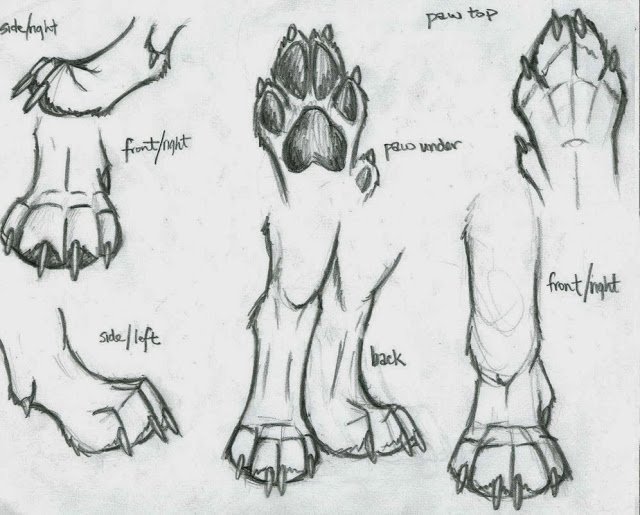 side/right
paw top
front/right
paw under
side/left
front/right
back